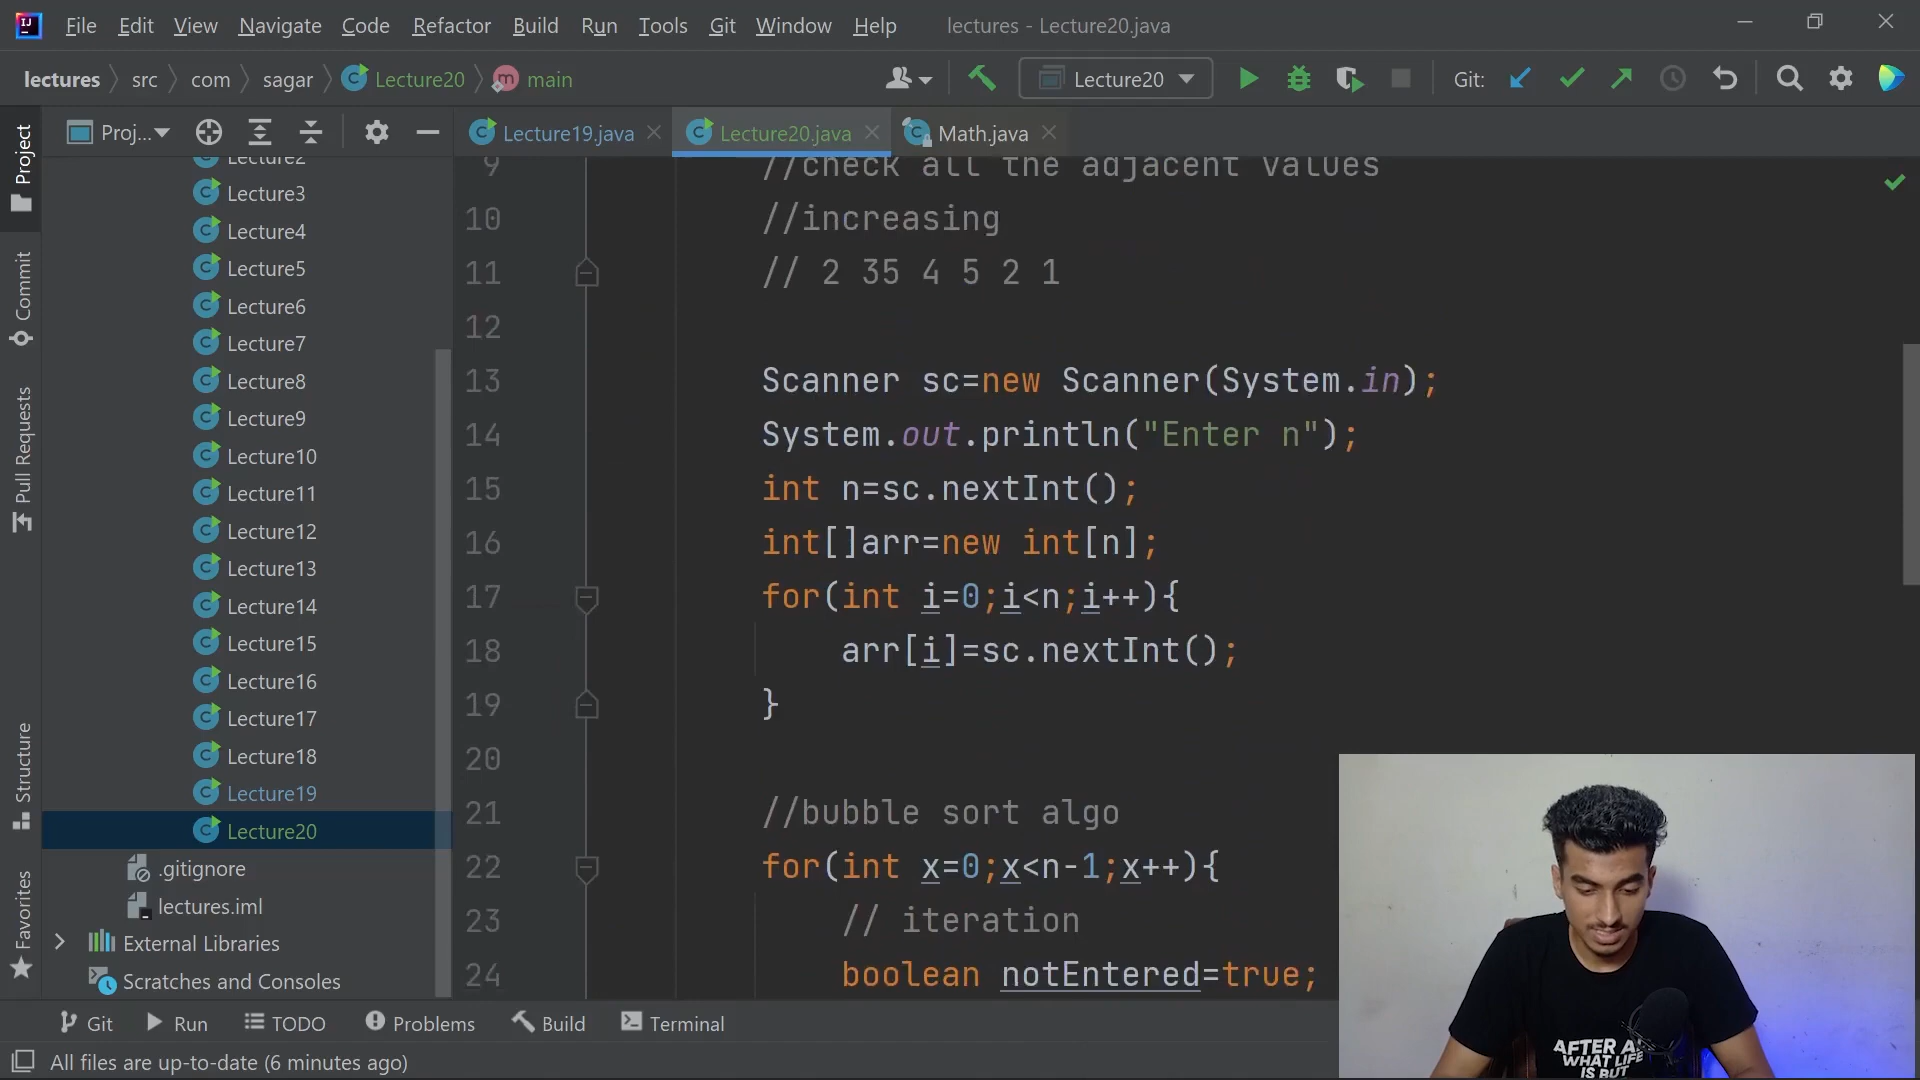 File Edit View Navigate Code Refactor Build Run Tools Git Window Help lectures - Lecture20.java
lectures src com sagar Lecture20 main Lecture20 Git:
Proj... Lecture19.java Lecture20.java Math.java
Project
Commit
Pull Requests
Structure
Favorites
Lecture2
Lecture3
Lecture4
Lecture5
Lecture6
Lecture7
Lecture8
Lecture9
Lecture10
Lecture11
Lecture12
Lecture13
Lecture14
Lecture15
Lecture16
Lecture17
Lecture18
Lecture19
Lecture20
.gitignore
lectures.iml
External Libraries
Scratches and Consoles
9 //check all the adjacent values
10 //increasing
11 // 2 35 4 5 2 1
12
13 Scanner sc=new Scanner(System.in);
14 System.out.println("Enter n");
15 int n=sc.nextInt();
16 int[]arr=new int[n];
17 for(int i=0;i<n;i++){
18 arr[i]=sc.nextInt();
19 }
20
21 //bubble sort algo
22 for(int x=0;x<n-1;x++){
23 // iteration
24 boolean notEntered=true;
AFTER A
WHAT LIFE
IS BUT
Git Run TODO Problems Build Terminal
All files are up-to-date (6 minutes ago)